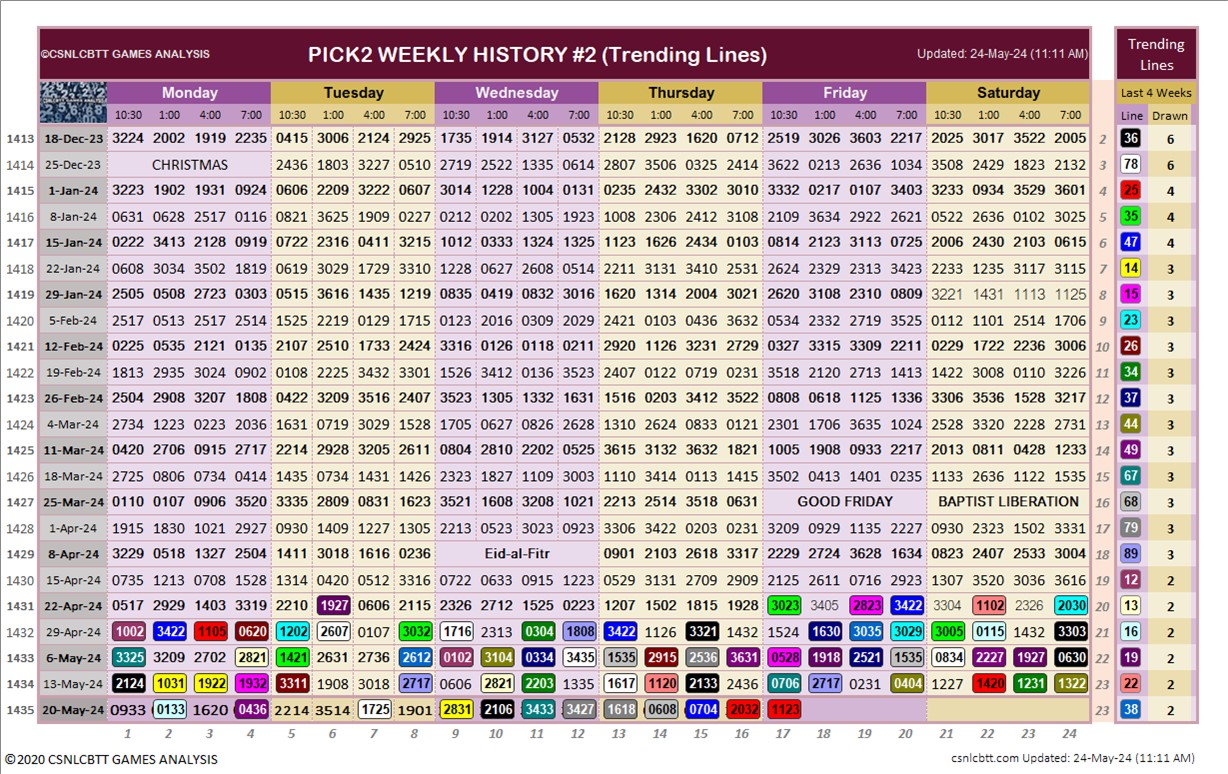 ©CSNLCBTT GAMES ANALYSIS PICK2 WEEKLY HISTORY #2 (Trending Lines) Updated: 24-May-24 (11:11 AM) Trending Lines
Monday Tuesday Wednesday Thursday Friday Saturday Last 4 Weeks
10:30 1:00 4:00 7:00 10:30 1:00 4:00 8:00 10:30 1:00 4:00 7:00 10:30 1:00 4:00 7:00 10:30 1:00 4:00 7:00 10:30 1:00 4:00 7:00 Line Drawn
1413 18-Dec-23 3224 2002 1919 2235 0415 3006 2124 2925 1735 1914 3127 0532 2128 2923 1620 0712 2519 3026 3603 2217 2025 3017 3522 2005 2 36 6
1414 25-Dec-23 CHRISTMAS 2436 1803 3227 0510 2719 2522 1335 0614 2807 3506 0305 2414 3622 0213 2636 1034 3508 2429 1823 2132 3 78 6
1415 1-Jan-24 3223 1902 1931 0924 0606 2209 3222 0607 3014 1228 1004 0131 0235 2432 3302 3010 3332 0217 0107 3403 3233 0934 3529 3601 4 25 4
1416 8-Jan-24 0631 0628 2517 0116 0821 3625 1909 0227 0212 0202 1305 1923 1008 2306 2412 3108 2109 3634 2922 2621 0522 2636 0102 3025 5 35 4
1417 15-Jan-24 0222 3413 2128 0919 0722 2316 0411 3215 1012 0333 1324 1325 1123 1626 2434 0103 0814 2123 3113 0725 2006 2430 2103 0615 6 47 4
1418 22-Jan-24 0608 3034 3502 1819 0619 3029 1729 3310 1228 0627 2608 0514 2211 3131 3410 2531 2624 2329 2313 3423 2233 1235 3117 3115 7 14 3
1419 29-Jan-24 2505 0508 2723 0303 0515 3616 1435 1219 0835 0419 0832 3016 1620 1314 2004 3021 2620 3108 2310 0809 3221 1431 1113 1125 8 15 3
1420 5-Feb-24 2517 0513 2517 2514 1525 2219 0129 1713 0123 2016 0309 2029 2421 0103 0436 3632 0534 2332 2719 3525 0112 1101 2514 1706 9 23 3
1421 12-Feb-24 0225 0535 2121 0135 2107 2510 1733 2424 3316 0126 0118 0211 2920 1126 3231 2729 0327 3315 3309 2211 0229 1722 2236 3006 10 26 3
1422 19-Feb-24 1813 2935 3024 0902 0108 2225 3432 3301 1526 3412 0136 3523 2407 0122 0719 0231 3518 2120 2713 1413 1422 3008 0110 3226 11 34 3
1423 26-Feb-24 2504 2908 3207 1808 0422 3209 3516 2407 3523 1305 1332 1631 1516 0203 3412 3522 0808 0618 1125 1336 3306 3536 1528 3217 12 37 3
1424 4-Mar-24 2734 1223 0223 2036 1631 0719 3029 1528 1705 0627 0826 2628 1310 2624 0833 0121 2301 1706 3635 1024 2528 3320 2228 2731 13 44 3
1425 11-Mar-24 0420 2706 0915 2717 2214 2928 3205 2611 0804 2810 2202 0525 3615 3132 3632 1821 1005 1908 0933 2217 2013 0811 0428 1233 14 49 3
1426 18-Mar-24 2725 0806 0734 0414 1435 0734 1431 1426 2323 1827 1109 3003 1110 3414 3413 1415 3502 0413 1401 0235 1133 2636 1122 1535 15 67 3
1427 25-Mar-24 0110 0107 0906 3520 3335 2809 0831 1623 3521 1608 3208 1021 2213 2514 3518 0631 GOOD FRIDAY BAPTIST LIBERATION 16 68 3
1428 1-Apr-24 1915 1830 1021 2927 0930 1409 1227 1305 2213 0523 3023 0923 3306 3422 0203 0231 3209 0929 1135 2227 0930 2323 1502 3331 17 79 3
1429 8-Apr-24 3229 0518 1327 2504 1411 3018 1616 0236 Eid-al-Fitr 0901 2103 2618 3317 2229 2724 3628 1634 0823 2407 2533 3004 18 89 3
1430 15-Apr-24 0735 1213 0708 1528 1314 0420 0512 3316 0722 0633 0915 1223 0529 3131 2709 2909 2125 2611 0716 2923 1307 3520 3036 3616 19 12 2
1431 22-Apr-24 0517 2929 1403 3319 2210 1927 0606 2115 2326 2712 1525 0223 1207 1502 1815 1928 3023 3405 2823 3422 3304 1102 2326 2030 20 13 2
1432 29-Apr-24 1002 3422 1105 0620 1202 2607 0107 3032 1716 2313 0304 1808 3422 1126 3321 1432 1524 1630 3035 3029 3005 0115 1432 3303 21 16 2
1433 6-May-24 3325 3209 2702 2821 1421 2631 2736 2612 0102 3104 0334 3435 1535 2915 2536 3631 0528 1918 2521 1535 0834 2227 1927 0630 22 19 2
1434 13-May-24 2124 1031 1922 1932 3311 1908 3018 2717 0606 2821 2203 1335 1617 1120 2133 2436 0706 2717 0231 0404 1227 1420 1231 1322 23 22 2
1435 20-May-24 0933 0133 1620 0436 2214 3514 1725 1901 2831 2106 3433 3427 1618 0608 0704 2032 1123 23 38 2
1 2 3 4 5 6 7 8 9 10 11 12 13 14 15 16 17 18 19 20 21 22 23 24
©2020 CSNLCBTT GAMES ANALYSIS csnlcbtt.com Updated: 24-May-24 (11:11 AM)